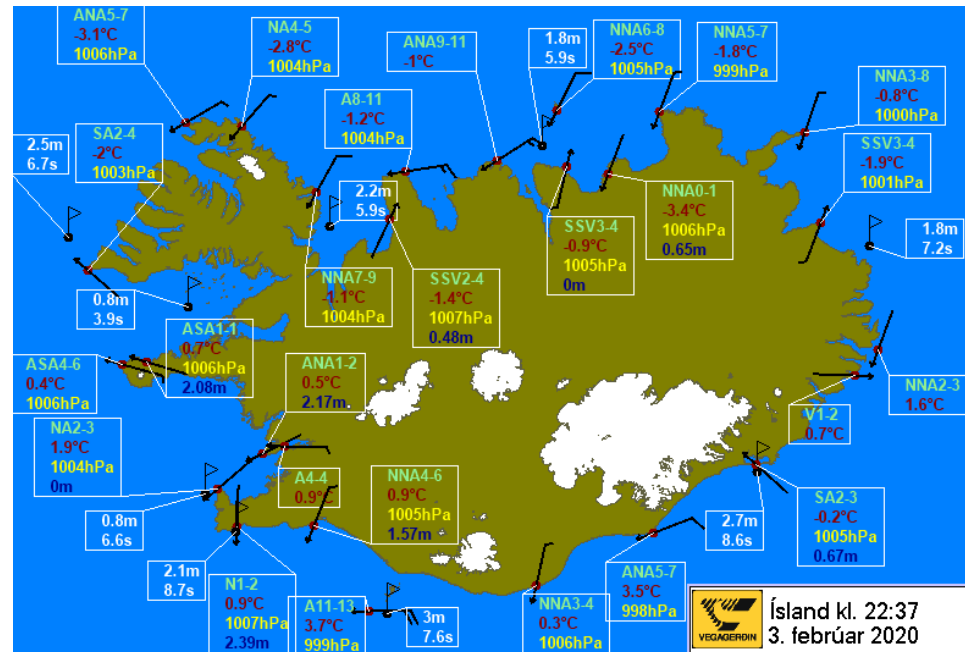 ANA5-7
-3.1°C
1006hPa
NA4-5
-2.8°C
1004hPa
ANA9-11
-1°C
1.8m
5.9s
NNA6-8
-2.5°C
1005hPa
NNA5-7
-1.8°C
999hPa
NNA3-8
-0.8°C
1000hPa
A8-11
-1.2°C
1004hPa
2.5m
6.7s
SA2-4
-2°C
1003hPa
SSV3-4
-1.9°C
1001hPa
2.2m
5.9s
NNA0-1
-3.4°C
1006hPa
0.65m
SSV3-4
-0.9°C
1005hPa
0m
1.8m
7.2s
0.8m
3.9s
NNA7-9
-1.1°C
1004hPa
SSV2-4
-1.4°C
1007hPa
0.48m
ASA1-1
0.7°C
1006hPa
2.08m
ASA4-6
0.4°C
1006hPa
ANA1-2
0.5°C
2.17m
NNA2-3
1.6°C
NA2-3
1.9°C
1004hPa
0m
V1-2
0.7°C
A4-4
0.9°C
NNA4-6
0.9°C
1005hPa
1.57m
SA2-3
-0.2°C
1005hPa
0.67m
0.8m
6.6s
2.7m
8.6s
2.1m
8.7s
N1-2
0.9°C
1007hPa
2.39m
A11-13
3.7°C
999hPa
3m
7.6s
NNA3-4
0.3°C
1006hPa
ANA5-7
3.5°C
998hPa
VEGAGERÐIN
Ísland kl. 22:37
3. febrúar 2020